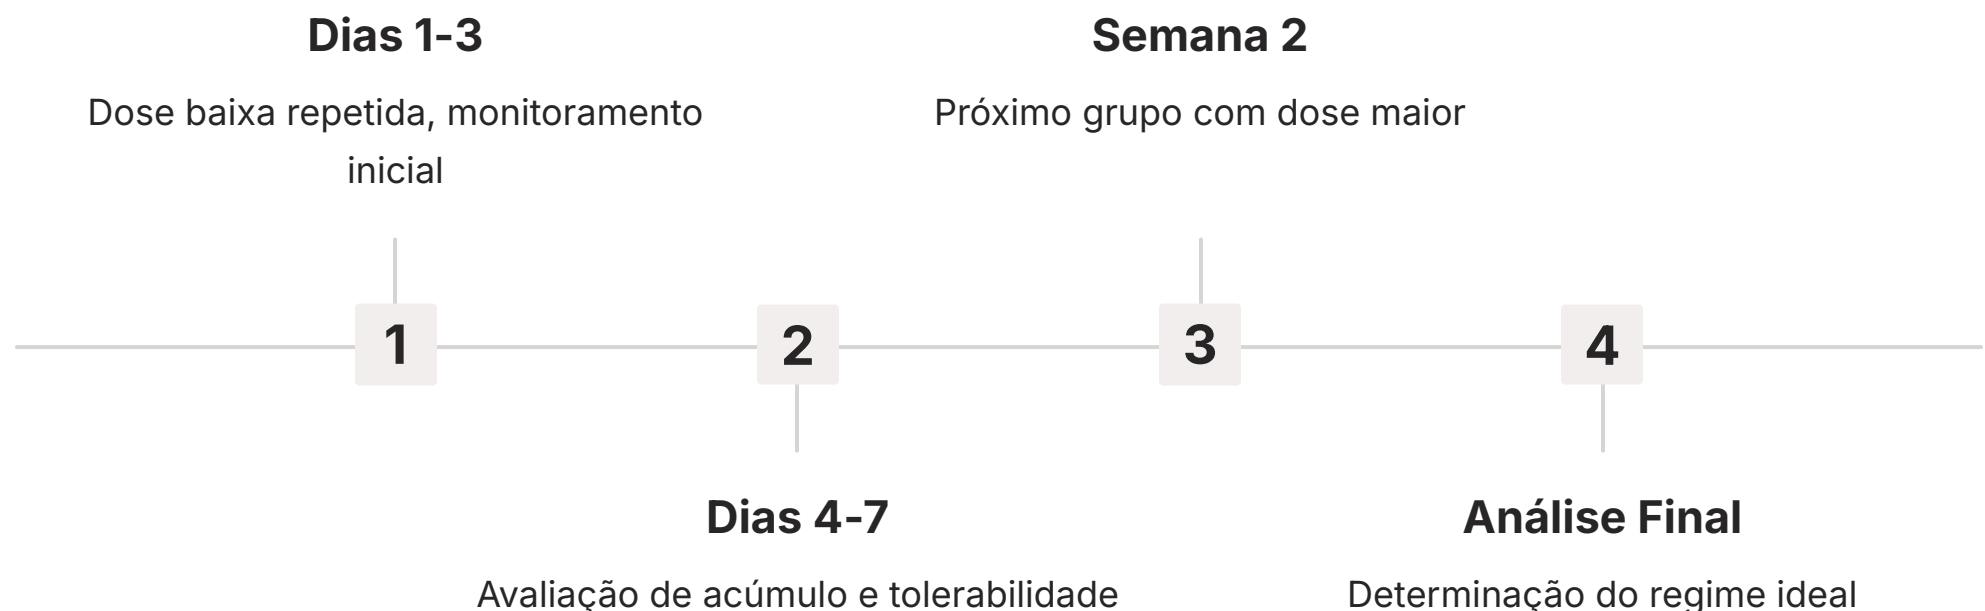 Dias 1-3
Dose baixa repetida, monitoramento
inicial
Semana 2
Próximo grupo com dose maior
1
2
3
4
Dias 4-7
Avaliação de acúmulo e tolerabilidade
Análise Final
Determinação do regime ideal